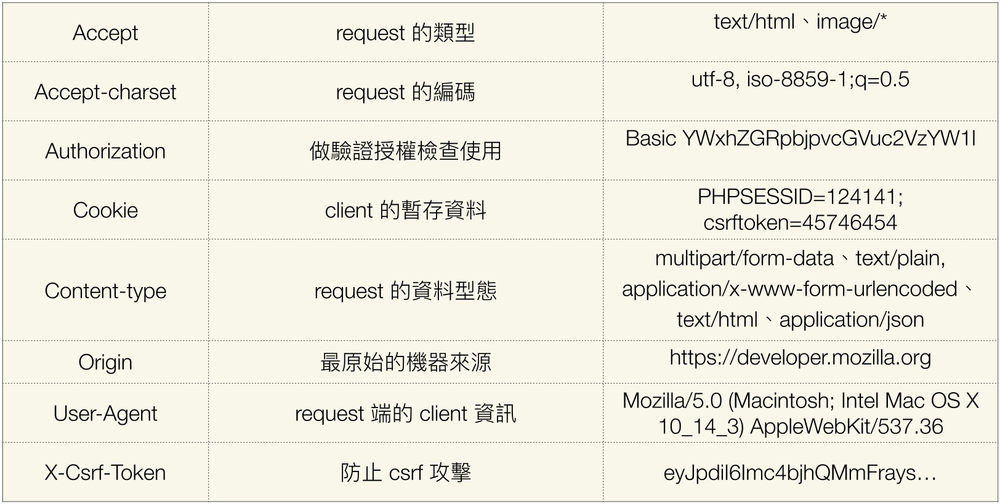 Accept
request 的類型
text/html、image/*
Accept-charset
request 的編碼
utf-8, iso-8859-1;q=0.5
Authorization
做驗證授權檢查使用
Basic YWxhZGRpbjpvcGVuc2VzYW1l
Cookie
client 的暫存資料
PHPSESSID=124141;
csrftoken=45746454
Content-type
request 的資料型態
multipart/form-data、text/plain,
application/x-www-form-urlencoded、
text/html、application/json
Origin
最原始的機器來源
https://developer.mozilla.org
User-Agent
request 端的 client 資訊
Mozilla/5.0 (Macintosh; Intel Mac OS X
10_14_3) AppleWebKit/537.36
X-Csrf-Token
防止 csrf 攻擊
eyJpdiI6Imc4bjhQMmFrays…